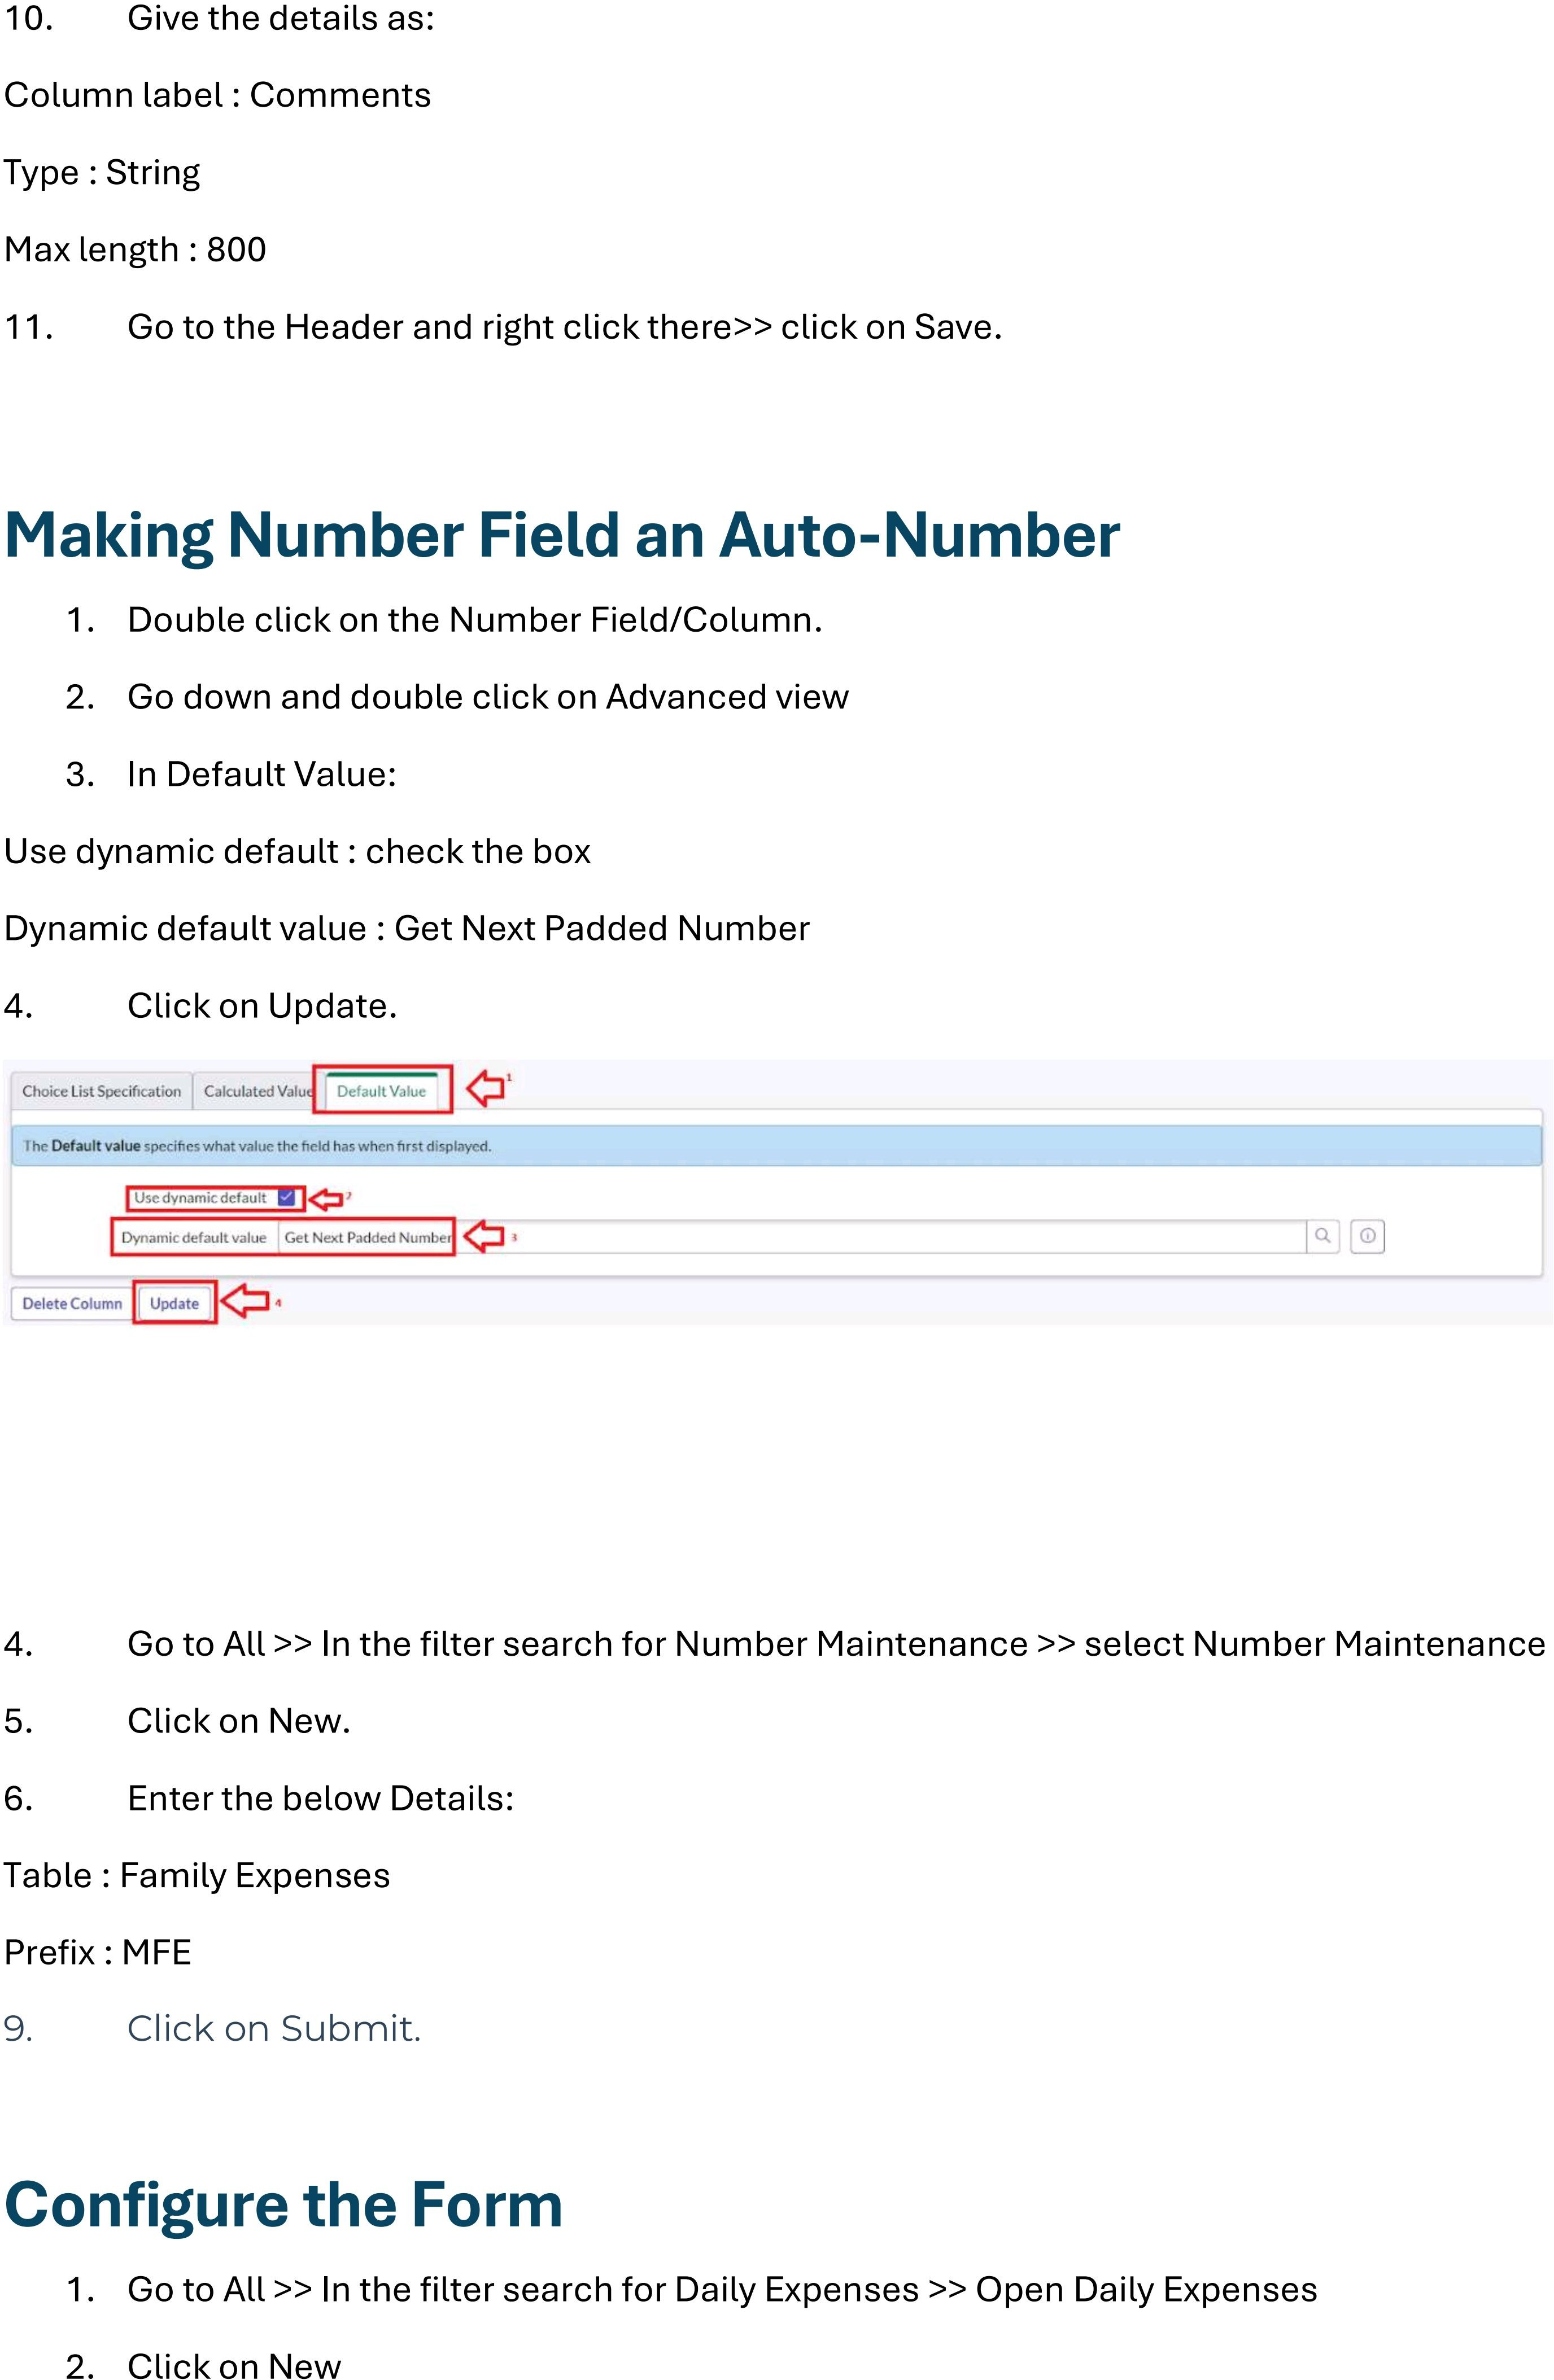 10. Give the details as:
Column label : Comments
Type : String
Max length : 800
11. Go to the Header and right click there>> click on Save.
Making Number Field an Auto-Number
1. Double click on the Number Field/Column.
2. Go down and double click on Advanced view
3. In Default Value:
Use dynamic default : check the box
Dynamic default value : Get Next Padded Number
4. Click on Update.
Choice List Specification Calculated Value Default Value 1
The Default value specifies what value the field has when first displayed.
Use dynamic default 2
Dynamic default value Get Next Padded Number 3
Delete Column Update 4
4. Go to All >> In the filter search for Number Maintenance >> select Number Maintenance
5. Click on New.
6. Enter the below Details:
Table : Family Expenses
Prefix : MFE
9. Click on Submit.
Configure the Form
1. Go to All >> In the filter search for Daily Expenses >> Open Daily Expenses
2. Click on New